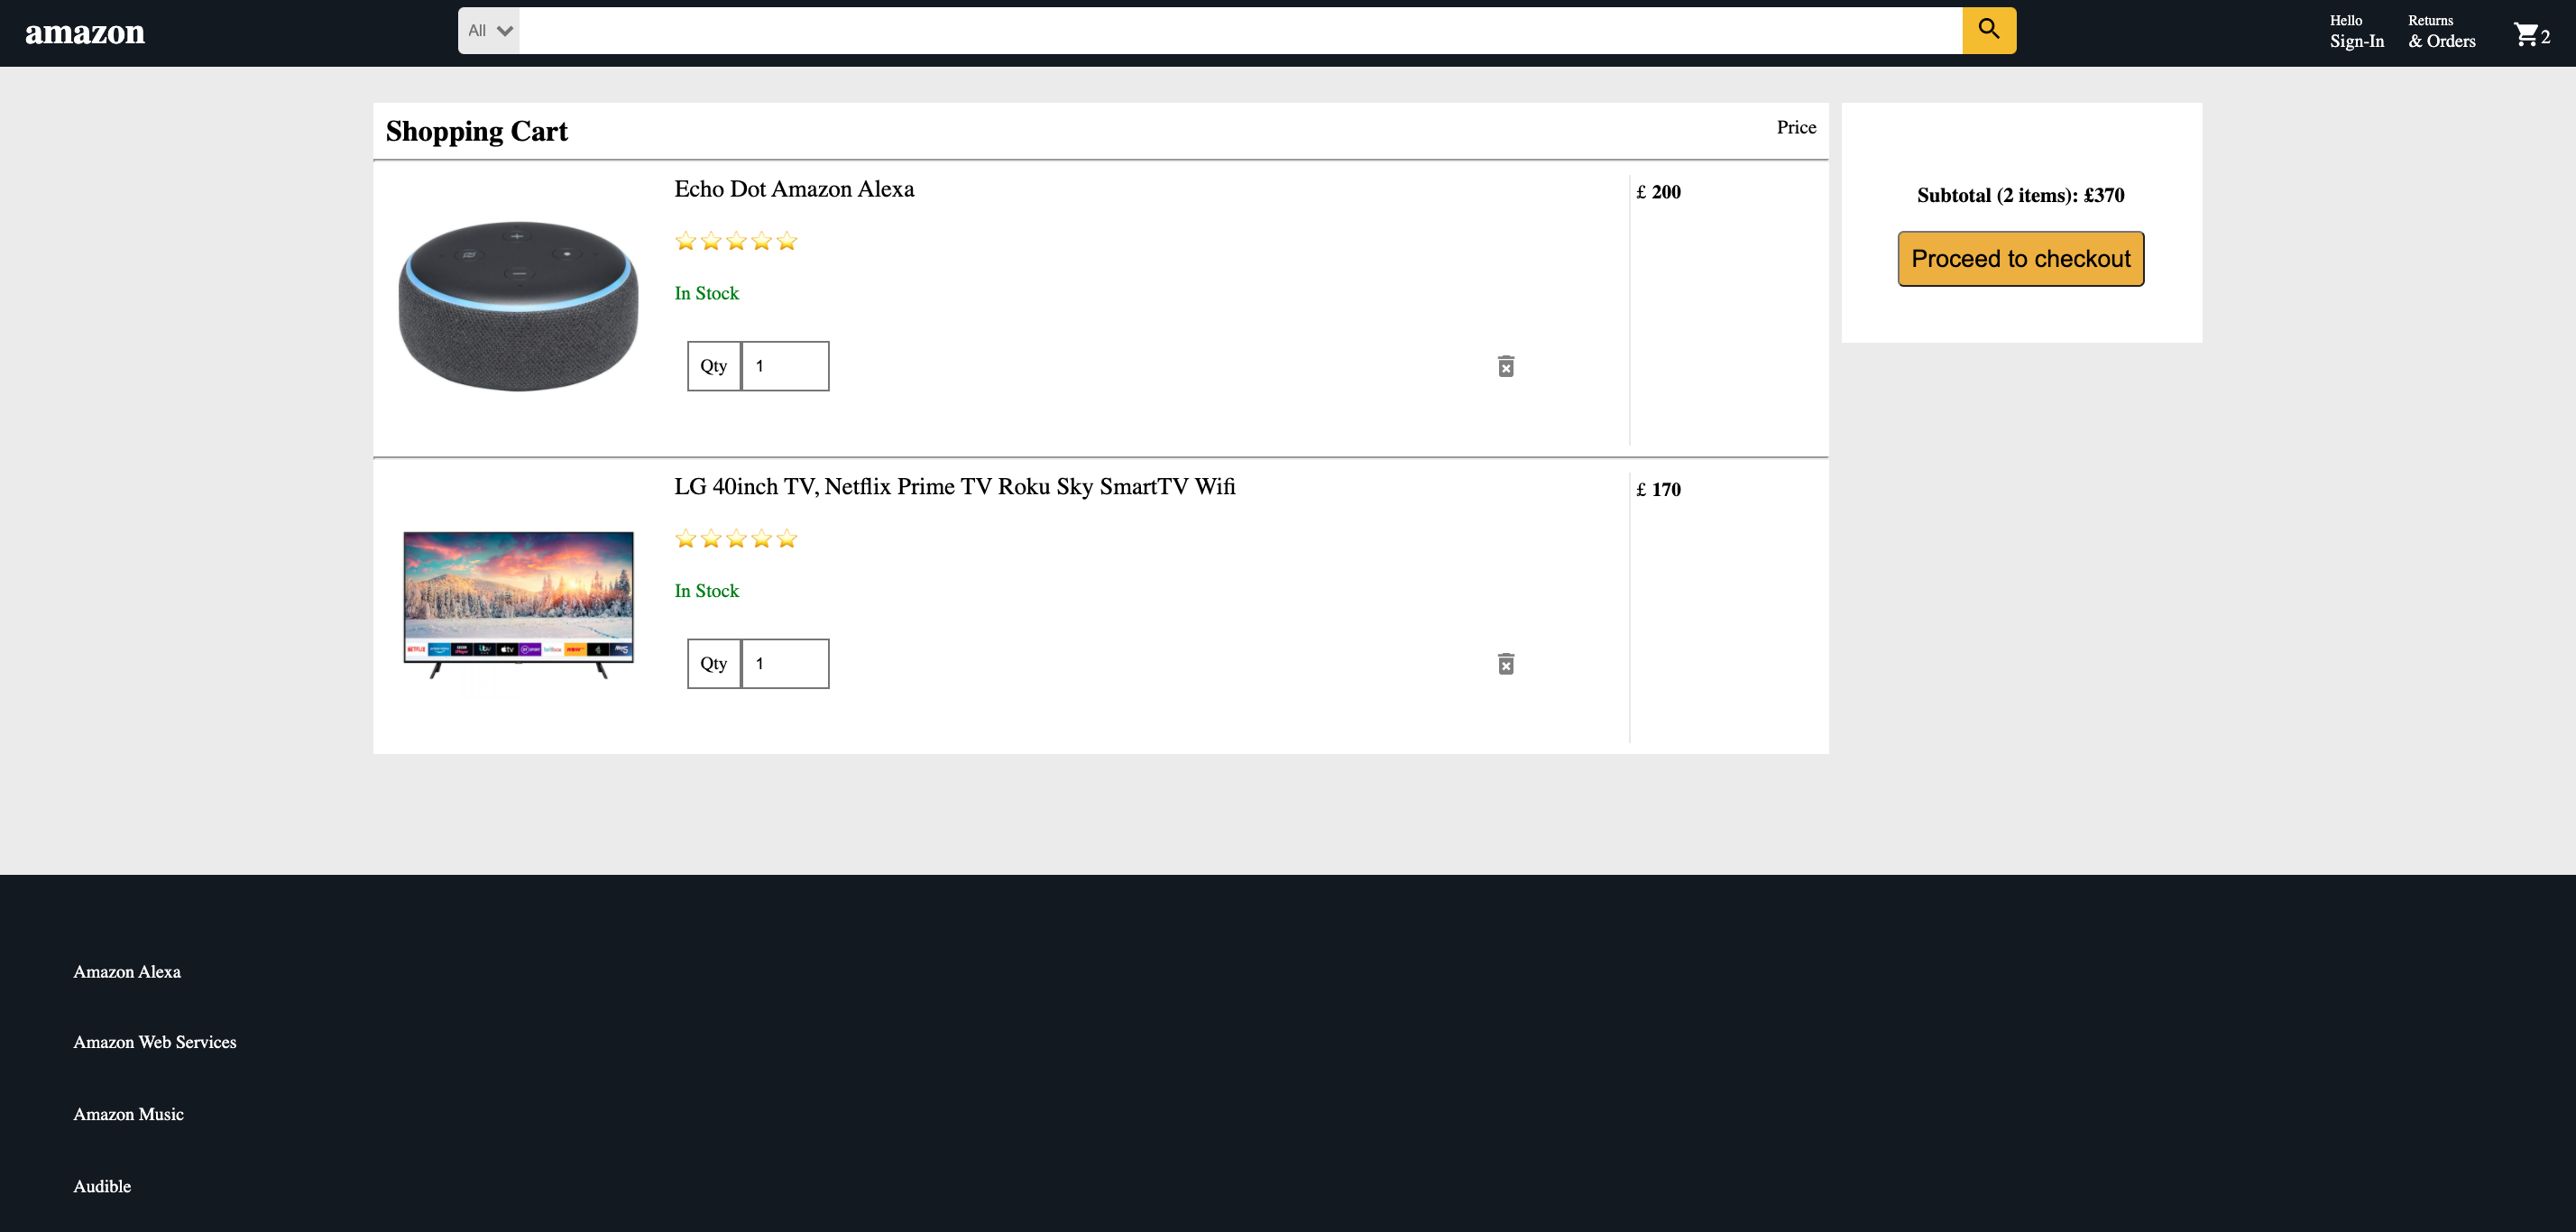 amazon
All
Hello
Sign-In
Returns
& Orders
2
Shopping Cart
Price
Echo Dot Amazon Alexa
£ 200
In Stock
Qty 1
Subtotal (2 items): £370
Proceed to checkout
LG 40inch TV, Netflix Prime TV Roku Sky SmartTV Wifi
£ 170
In Stock
Qty 1
NETFLIX
Amazon Alexa
Amazon Web Services
Amazon Music
Audible